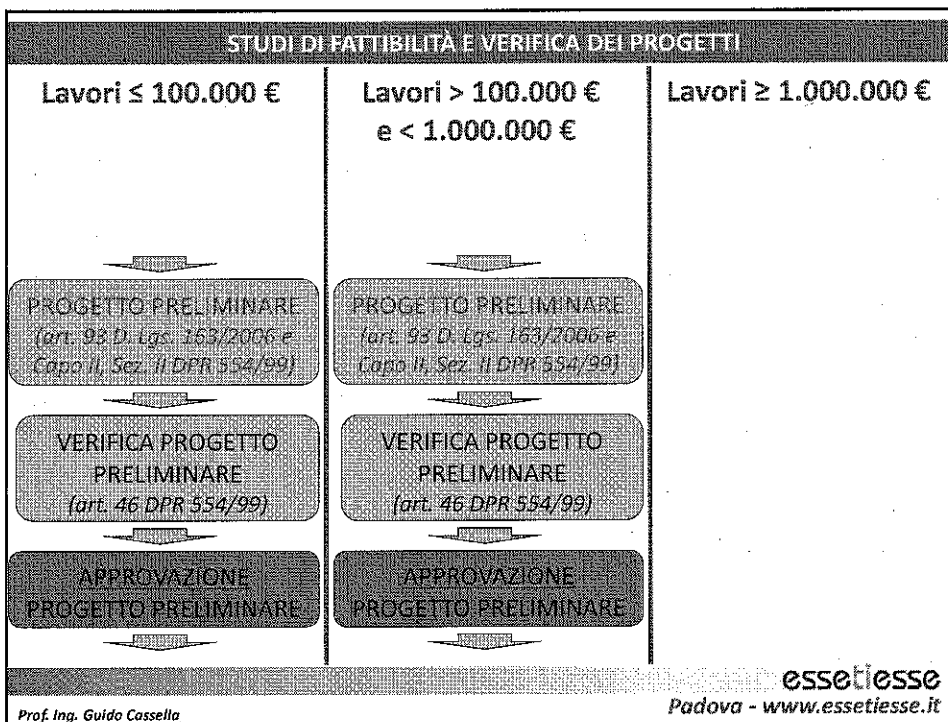 STUDI DI FATTIBILITÀ E VERIFICA DEI PROGETTI
Lavori ≤ 100.000 €
PROGETTO PRELIMINARE
(art. 93 D. Lgs. 163/2006 e
Capo II, Sez. II DPR 554/99)
VERIFICA PROGETTO
PRELIMINARE
(art. 46 DPR 554/99)
APPROVAZIONE
PROGETTO PRELIMINARE
Lavori > 100.000 €
e < 1.000.000 €
PROGETTO PRELIMINARE
(art. 93 D. Lgs. 163/2006 e
Capo II, Sez. II DPR 554/99)
VERIFICA PROGETTO
PRELIMINARE
(art. 46 DPR 554/99)
APPROVAZIONE
PROGETTO PRELIMINARE
Lavori ≥ 1.000.000 €
Prof. Ing. Guido Cassella
essetiesse
Padova - www.essetiesse.it